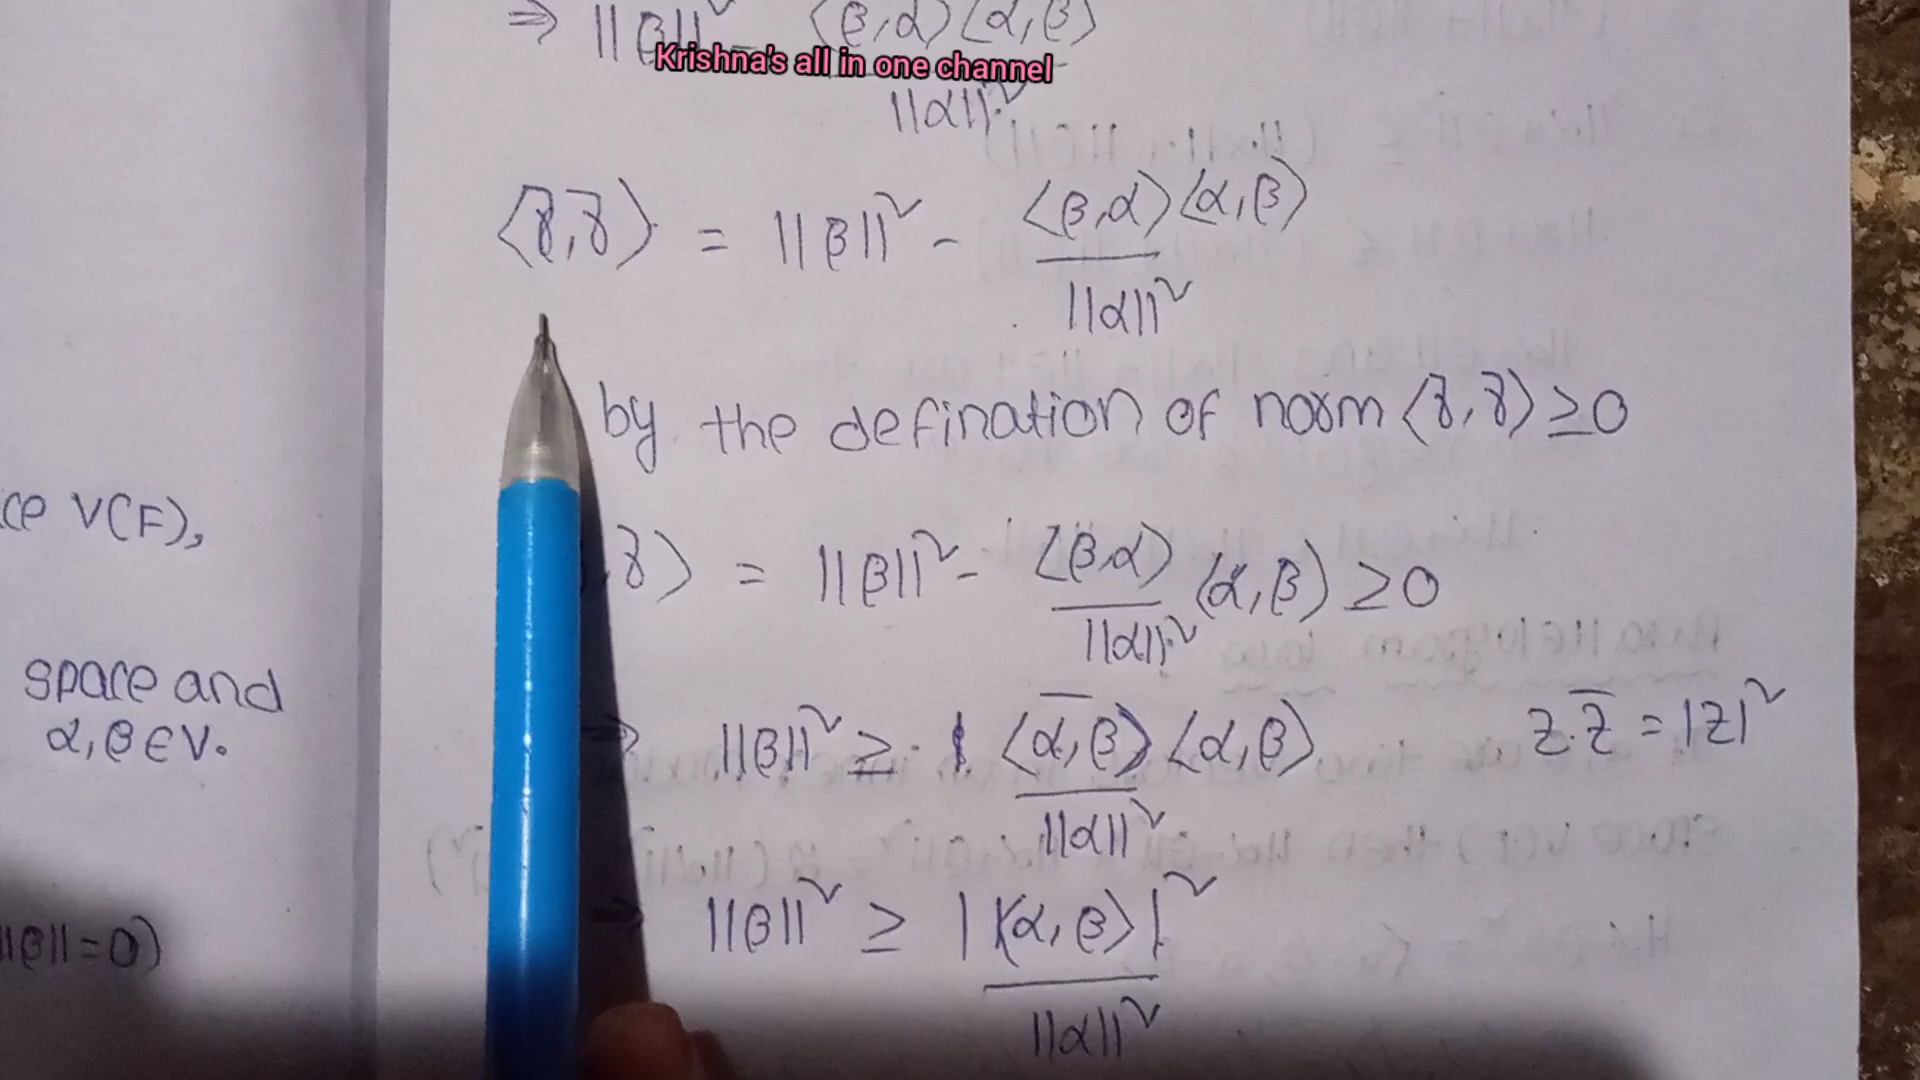 ⇒ ||β||² - ⟨β,α⟩⟨α,β⟩
Krishna's all in one channel
||α||²
⟨γ,γ⟩ = ||β||² - ⟨β,α⟩⟨α,β⟩
||α||²
by the defination of norm ⟨γ,γ⟩ ≥0
γ⟩ = ||β||² - ⟨β,α⟩ ⟨α,β⟩ ≥0
||α||²
ce V(F),
space and
α,β∈V.
||β||=0)
⇒ ||β||² ≥ \overline{⟨α,β⟩}⟨α,β⟩ z.z̄ = |z|²
||α||²
⇒ ||β||² ≥ |⟨α,β⟩|²
||α||²